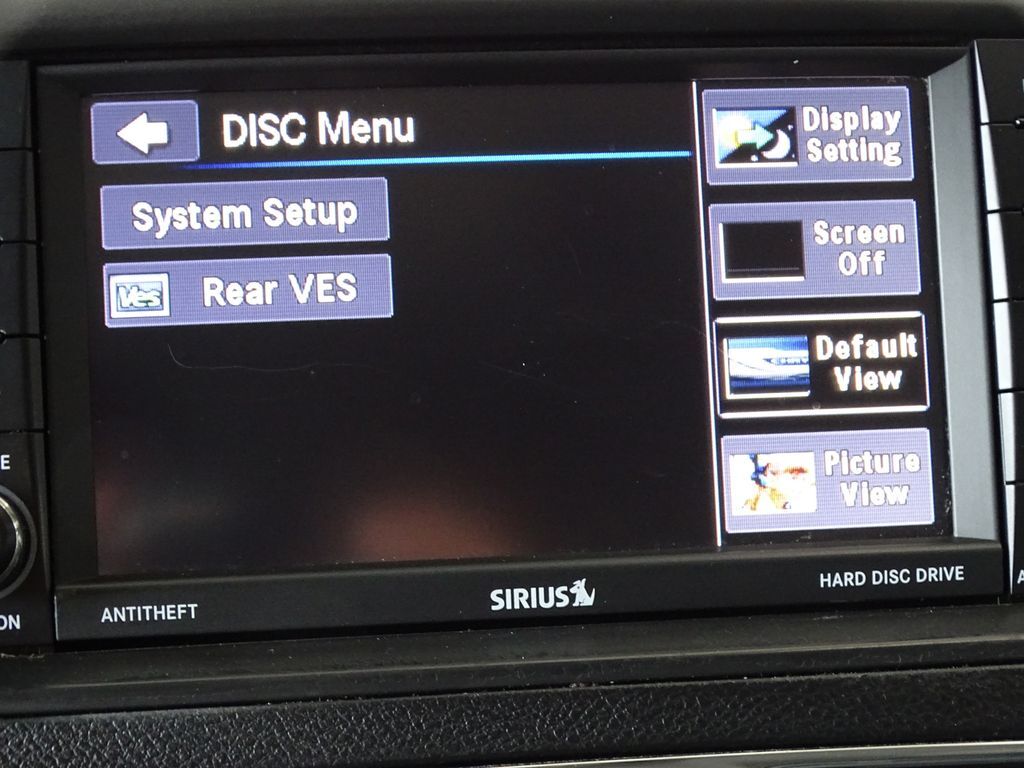 DISC Menu
System Setup
Ves
Rear VES
Display
Setting
Screen
Off
Default
View
Picture
View
E
ON
ANTITHEFT
SIRIUS
HARD DISC DRIVE
A